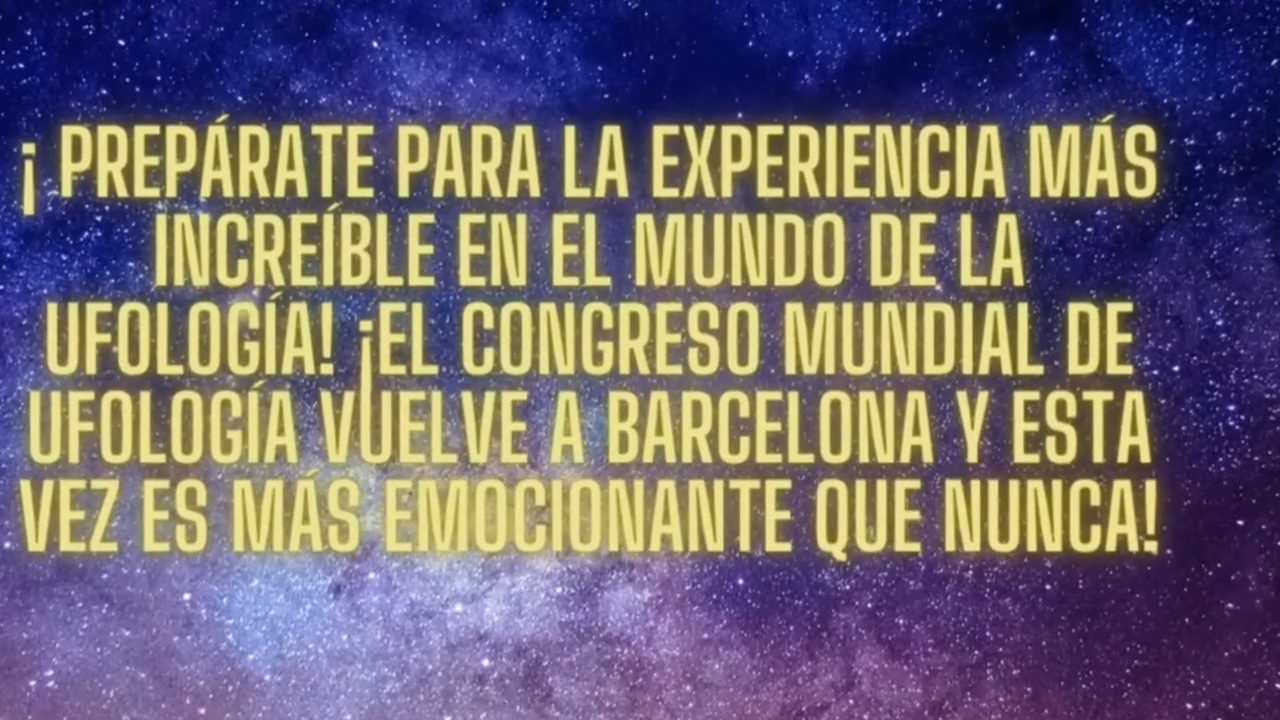 ¡ PREPÁRATE PARA LA EXPERIENCIA MÁS
INCREÍBLE EN EL MUNDO DE LA
UFOLOGÍA! ¡EL CONGRESO MUNDIAL DE
UFOLOGÍA VUELVE A BARCELONA Y ESTA
VEZ ES MÁS EMOCIONANTE QUE NUNCA!